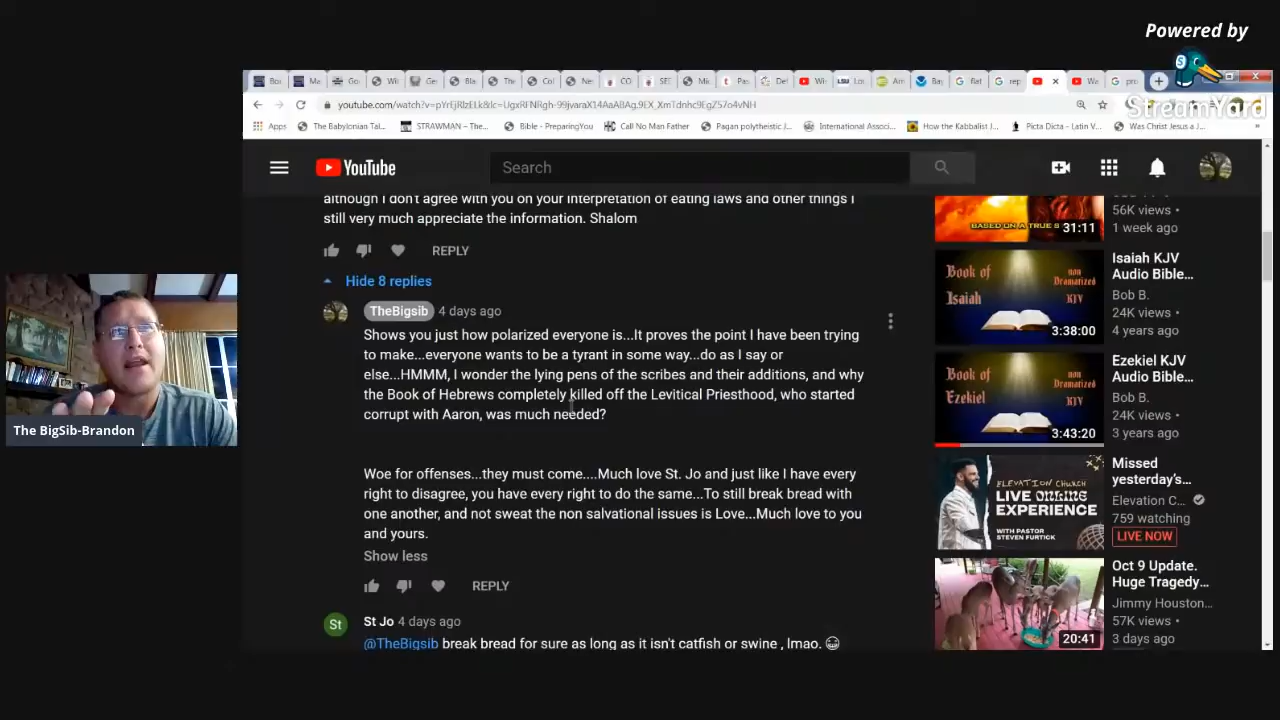 Powered by
StreamYard
youtube.com/watch?v=pYrEjRlzELk&lc=UgxRFNRgh-99jvaraX14AaABAg.9EX_XmTdnhc9EgZ57o4vNH
Apps The Babylonian Tal... STRAWMAN – The... Bible - PreparingYou Call No Man Father Pagan polytheistic J... International Associ... How the Kabbalist J... Picta Dicta - Latin V... Was Christ Jesus a J...
YouTube
Search
although I don't agree with you on your interpretation of eating laws and other things I
still very much appreciate the information. Shalom
REPLY
Hide 8 replies
TheBigsib 4 days ago
Shows you just how polarized everyone is...It proves the point I have been trying
to make...everyone wants to be a tyrant in some way...do as I say or
else...HMMM, I wonder the lying pens of the scribes and their additions, and why
the Book of Hebrews completely killed off the Levitical Priesthood, who started
corrupt with Aaron, was much needed?
Woe for offenses...they must come....Much love St. Jo and just like I have every
right to disagree, you have every right to do the same...To still break bread with
one another, and not sweat the non salvational issues is Love...Much love to you
and yours.
Show less
REPLY
St
St Jo 4 days ago
@TheBigsib break bread for sure as long as it isn't catfish or swine , lmao. 😁
BASED ON A TRUE S
31:11
56K views •
1 week ago
Book of
Isaiah
non
Dramatized
KJV
3:38:00
Isaiah KJV
Audio Bible...
Bob B.
24K views •
4 years ago
Book of
Ezekiel
non
Dramatized
KJV
3:43:20
Ezekiel KJV
Audio Bible...
Bob B.
24K views •
3 years ago
ELEVATION CHURCH
LIVE ONLINE
EXPERIENCE
WITH PASTOR
STEVEN FURTICK
Missed
yesterday's...
Elevation C...
759 watching
LIVE NOW
20:41
Oct 9 Update.
Huge Tragedy...
Jimmy Houston...
57K views •
3 days ago
The BigSib-Brandon